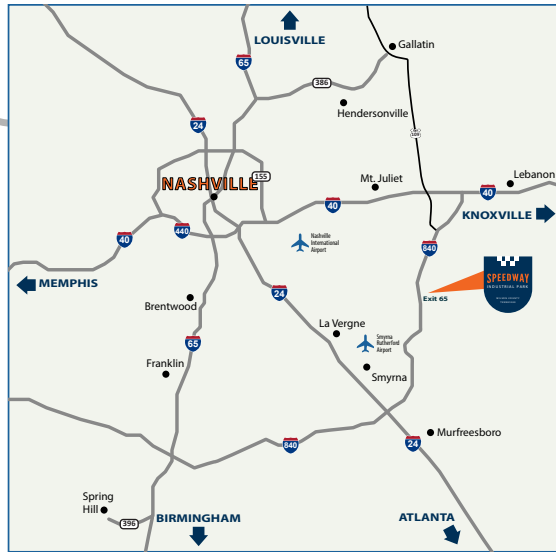 LOUISVILLE
65
Gallatin
386
Hendersonville
24
109
155
NASHVILLE
Mt. Juliet
Lebanon
40
40
KNOXVILLE
440
40
Nashville
International
Airport
840
SPEEDWAY
INDUSTRIAL PARK
MEMPHIS
24
Exit 65
Brentwood
La Vergne
Smyrna
Rutherford
Airport
65
Franklin
Smyrna
Murfreesboro
24
840
Spring
Hill
396
BIRMINGHAM
ATLANTA